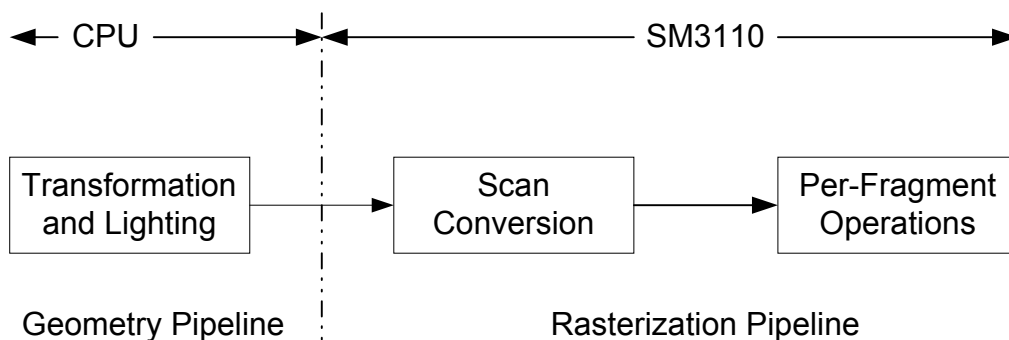 CPU
SM3110
Transformation
and Lighting
Scan
Conversion
Per-Fragment
Operations
Geometry Pipeline
Rasterization Pipeline